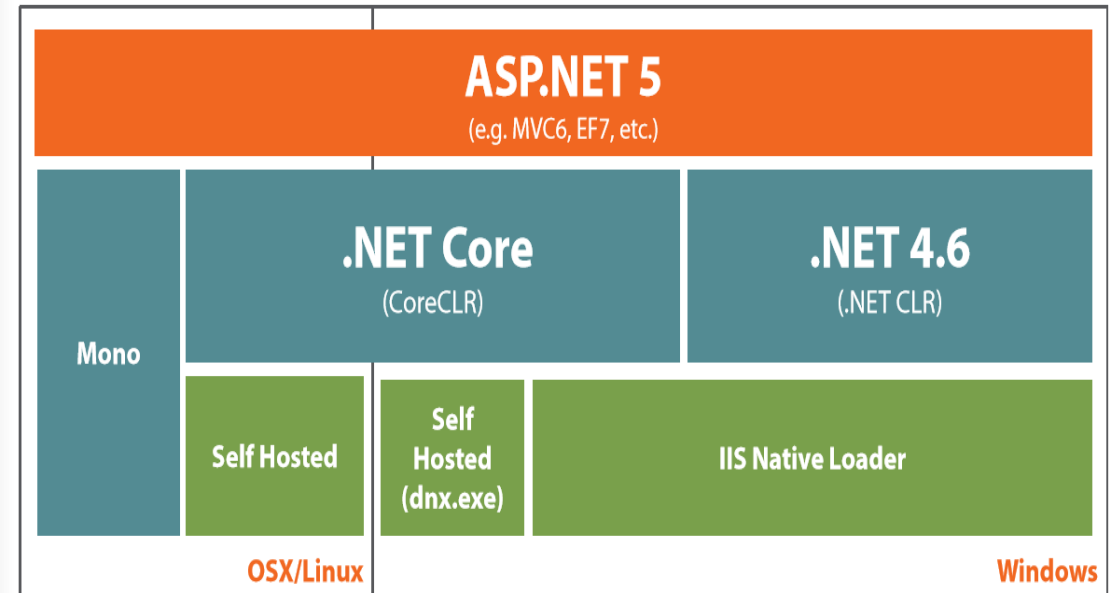 ASP.NET 5
(e.g. MVC6, EF7, etc.)
Mono
.NET Core
(CoreCLR)
.NET 4.6
(.NET CLR)
Self Hosted
Self
Hosted
(dnx.exe)
IIS Native Loader
OSX/Linux
Windows